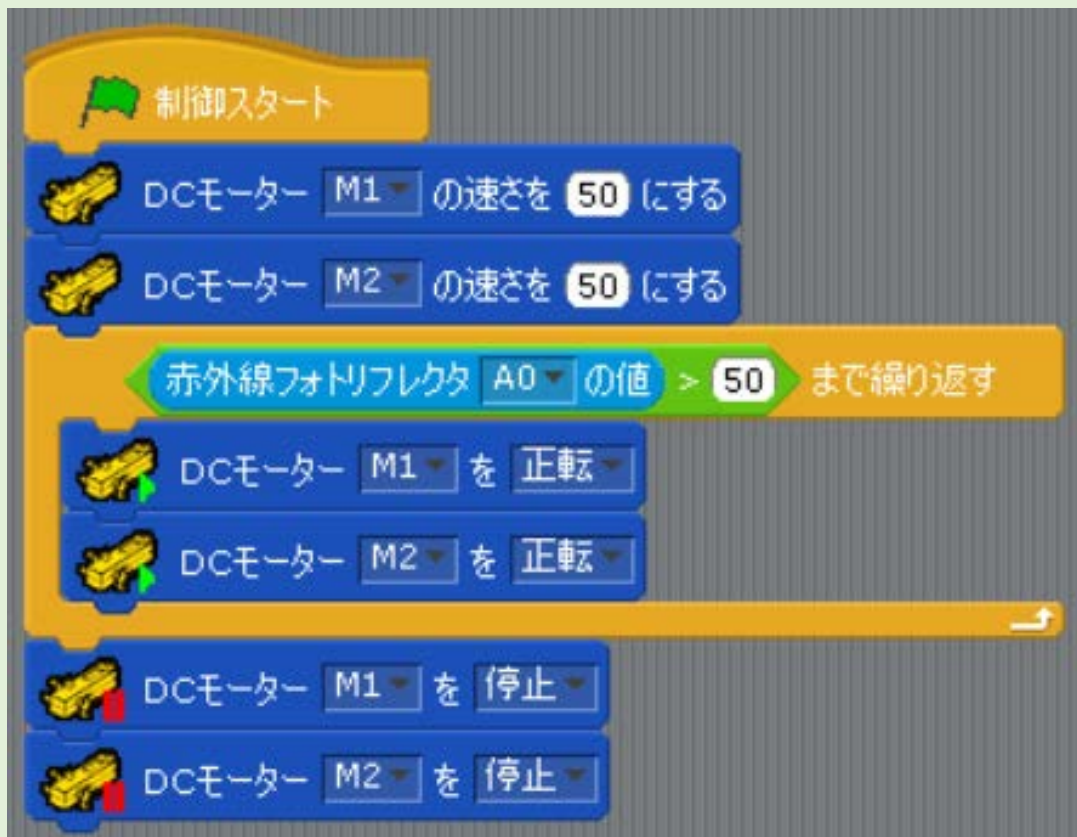 制御スタート
DCモーター M1 の速さを 50 にする
DCモーター M2 の速さを 50 にする
赤外線フォトリフレクタ A0 の値 > 50 まで繰り返す
DCモーター M1 を 正転
DCモーター M2 を 正転
DCモーター M1 を 停止
DCモーター M2 を 停止